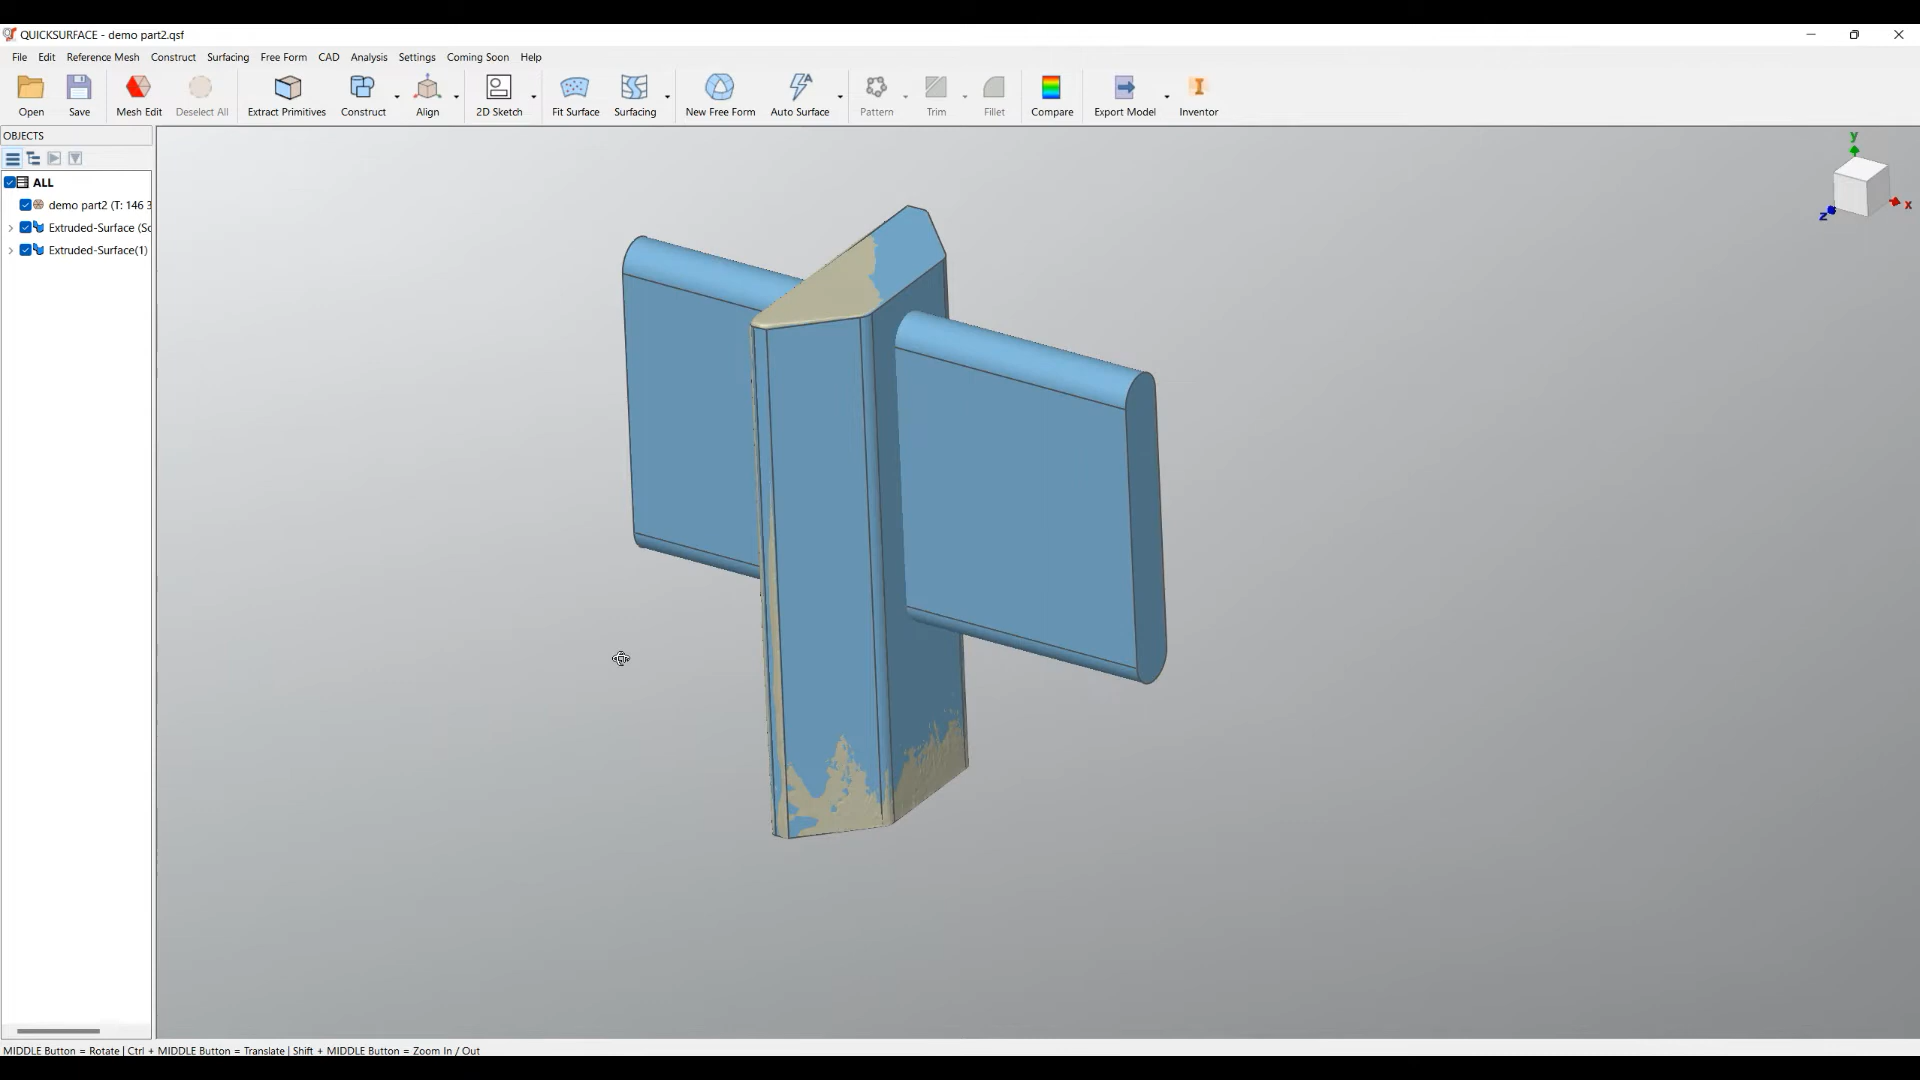 QUICKSURFACE - demo part2.qsf
File Edit Reference Mesh Construct Surfacing Free Form CAD Analysis Settings Coming Soon Help
Open Save Mesh Edit Deselect All Extract Primitives Construct Align 2D Sketch Fit Surface Surfacing New Free Form Auto Surface Pattern Trim Fillet Compare Export Model Inventor
OBJECTS
ALL
demo part2 (T: 146 3
Extruded-Surface (So
Extruded-Surface(1)
y
z
x
MIDDLE Button = Rotate | Ctrl + MIDDLE Button = Translate | Shift + MIDDLE Button = Zoom In / Out